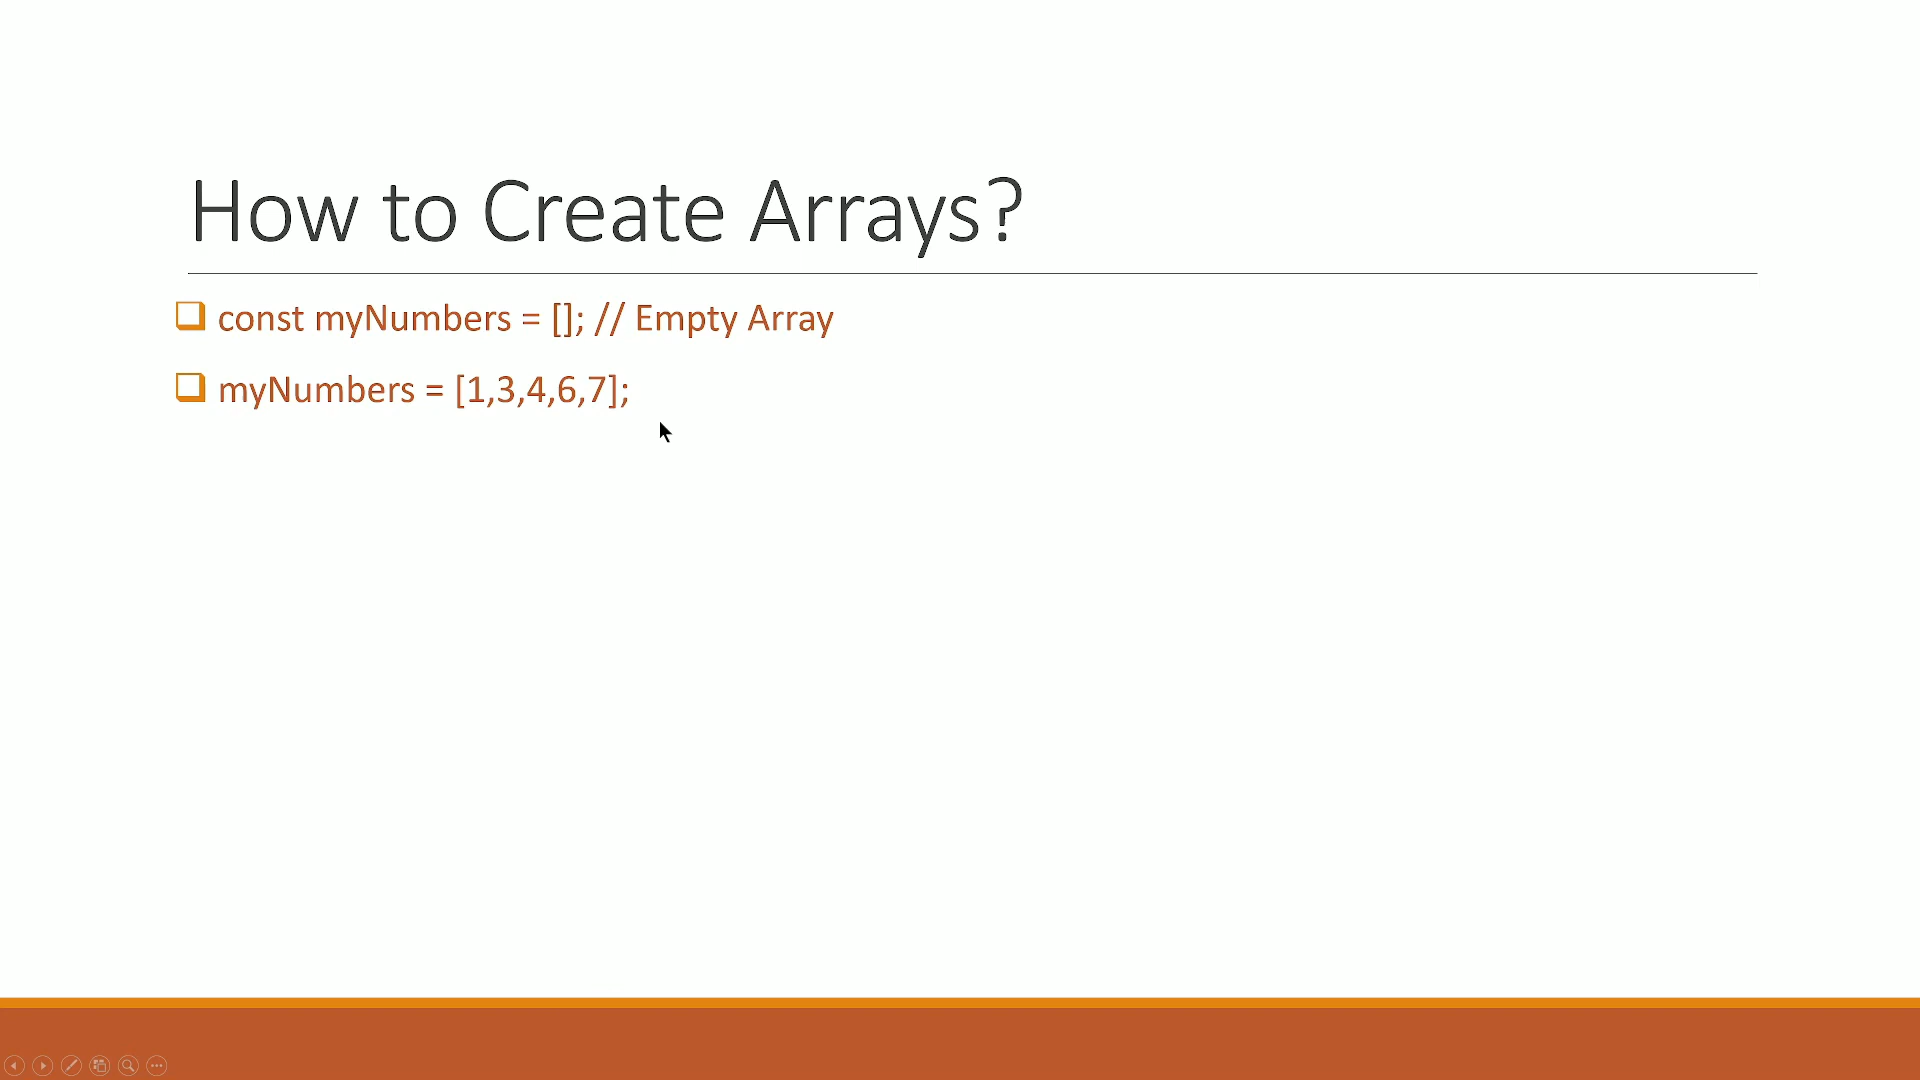 How to Create Arrays?
const myNumbers = []; // Empty Array
myNumbers = [1,3,4,6,7];